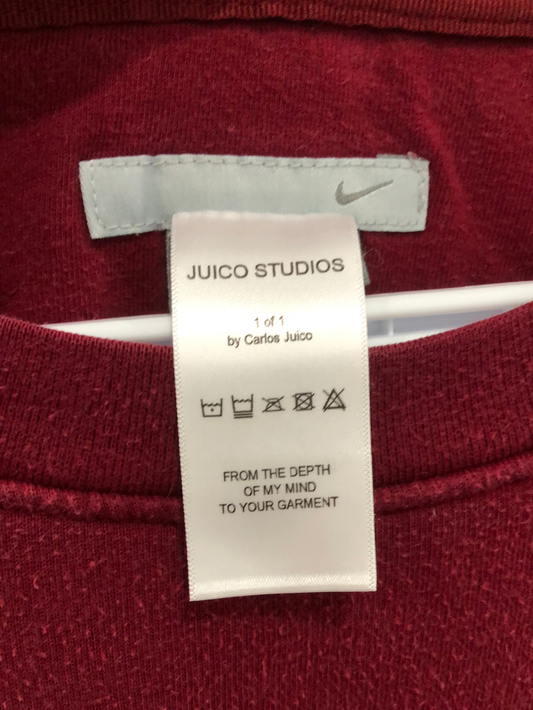 JUICO STUDIOS
1 of 1
by Carlos Juico
FROM THE DEPTH
OF MY MIND
TO YOUR GARMENT